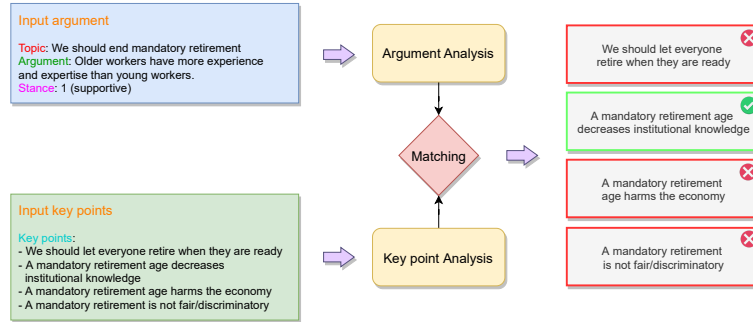 Input argument
Topic: We should end mandatory retirement
Argument: Older workers have more experience
and expertise than young workers.
Stance: 1 (supportive)
Input key points
Key points:
- We should let everyone retire when they are ready
- A mandatory retirement age decreases
institutional knowledge
- A mandatory retirement age harms the economy
- A mandatory retirement is not fair/discriminatory
Argument Analysis
Matching
Key point Analysis
We should let everyone
retire when they are ready
A mandatory retirement age
decreases institutional knowledge
A mandatory retirement
age harms the economy
A mandatory retirement
is not fair/discriminatory